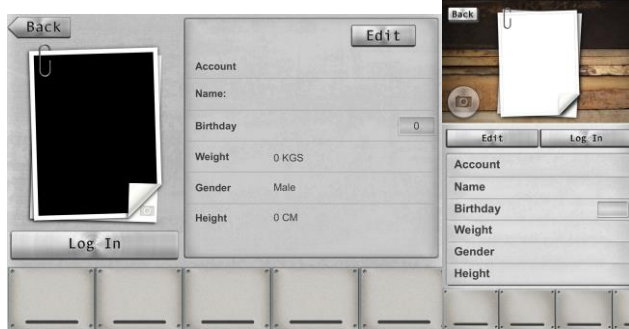 Back
Edit
Account
Name:
Birthday 0
Weight 0 KGS
Gender Male
Height 0 CM
Log In
Back
Edit Log In
Account
Name
Birthday
Weight
Gender
Height